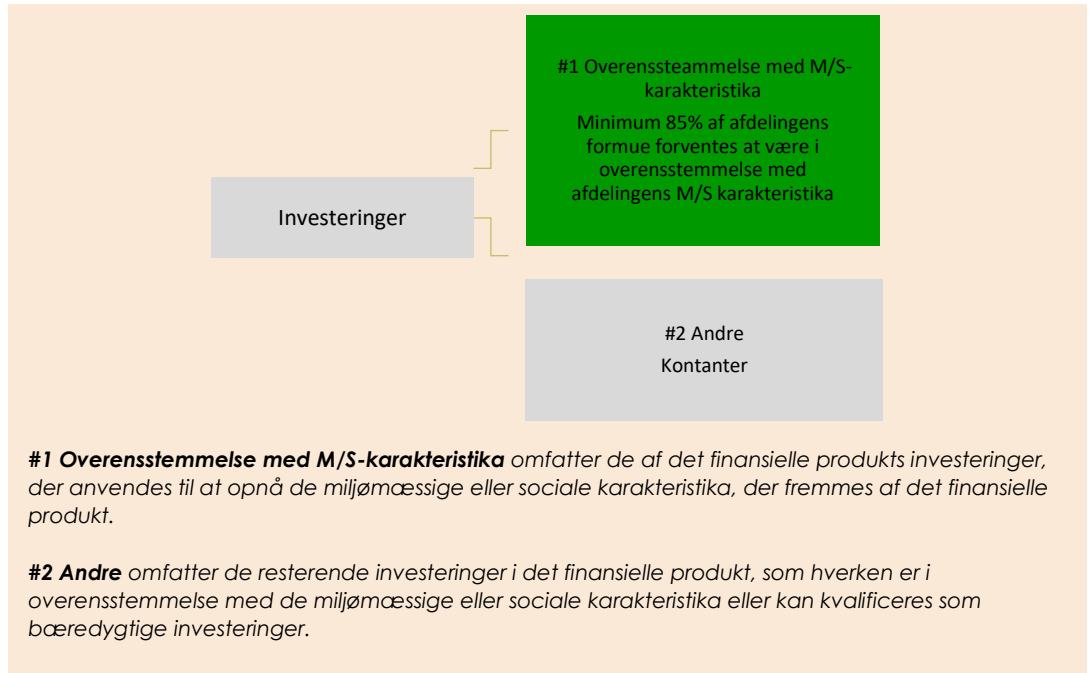 #1 Overenssteammelse med M/S-
karakteristika
Minimum 85% af afdelingens
formue forventes at være i
overensstemmelse med
afdelingens M/S karakteristika
Investeringer
#2 Andre
Kontanter
#1 Overensstemmelse med M/S-karakteristika omfatter de af det finansielle produkts investeringer,
der anvendes til at opnå de miljømæssige eller sociale karakteristika, der fremmes af det finansielle
produkt.
#2 Andre omfatter de resterende investeringer i det finansielle produkt, som hverken er i
overensstemmelse med de miljømæssige eller sociale karakteristika eller kan kvalificeres som
bæredygtige investeringer.